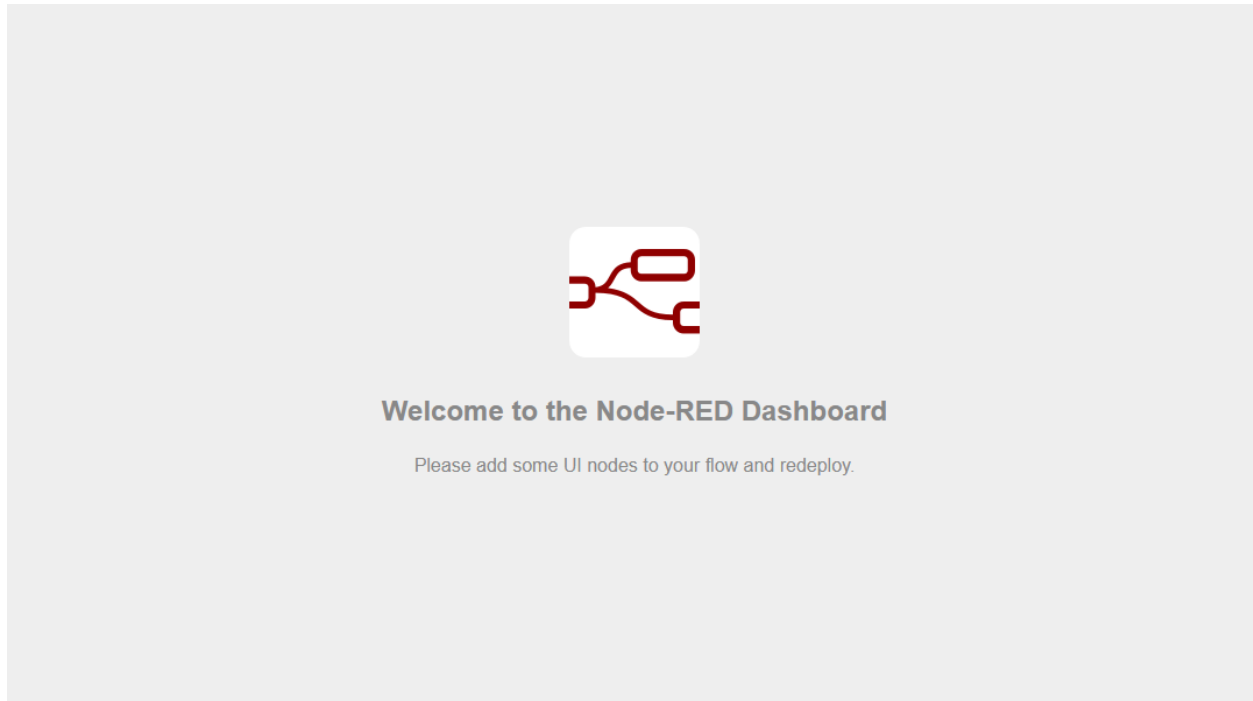 Welcome to the Node-RED Dashboard
Please add some UI nodes to your flow and redeploy.